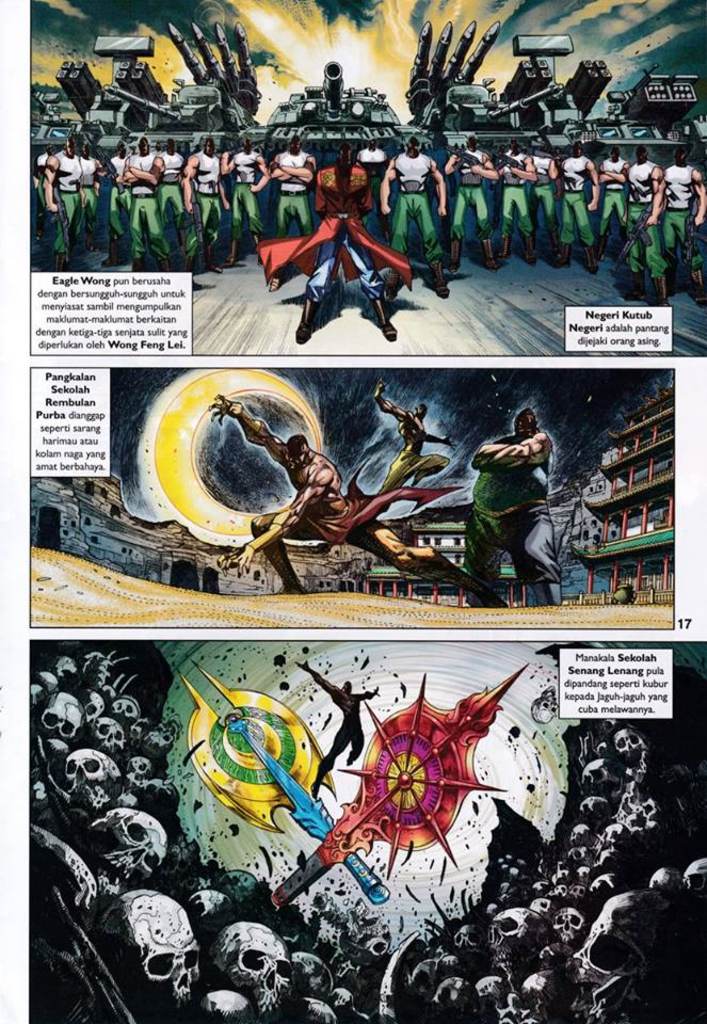 Eagle Wong pun berusaha
dengan bersungguh-sungguh untuk
menyiasat sambil mengumpulkan
maklumat-maklumat berkaitan
dengan ketiga-tiga senjata sulit yang
diperlukan oleh Wong Feng Lei.
Negeri Kutub
Negeri adalah pantang
dijejaki orang asing.
Pangkalan
Sekolah
Rembulan
Purba dianggap
seperti sarang
harimau atau
kolam naga yang
amat berbahaya.
17
Manakala Sekolah
Senang Lenang pula
dipandang seperti kubur
kepada Jaguh-jaguh yang
cuba melawannya.